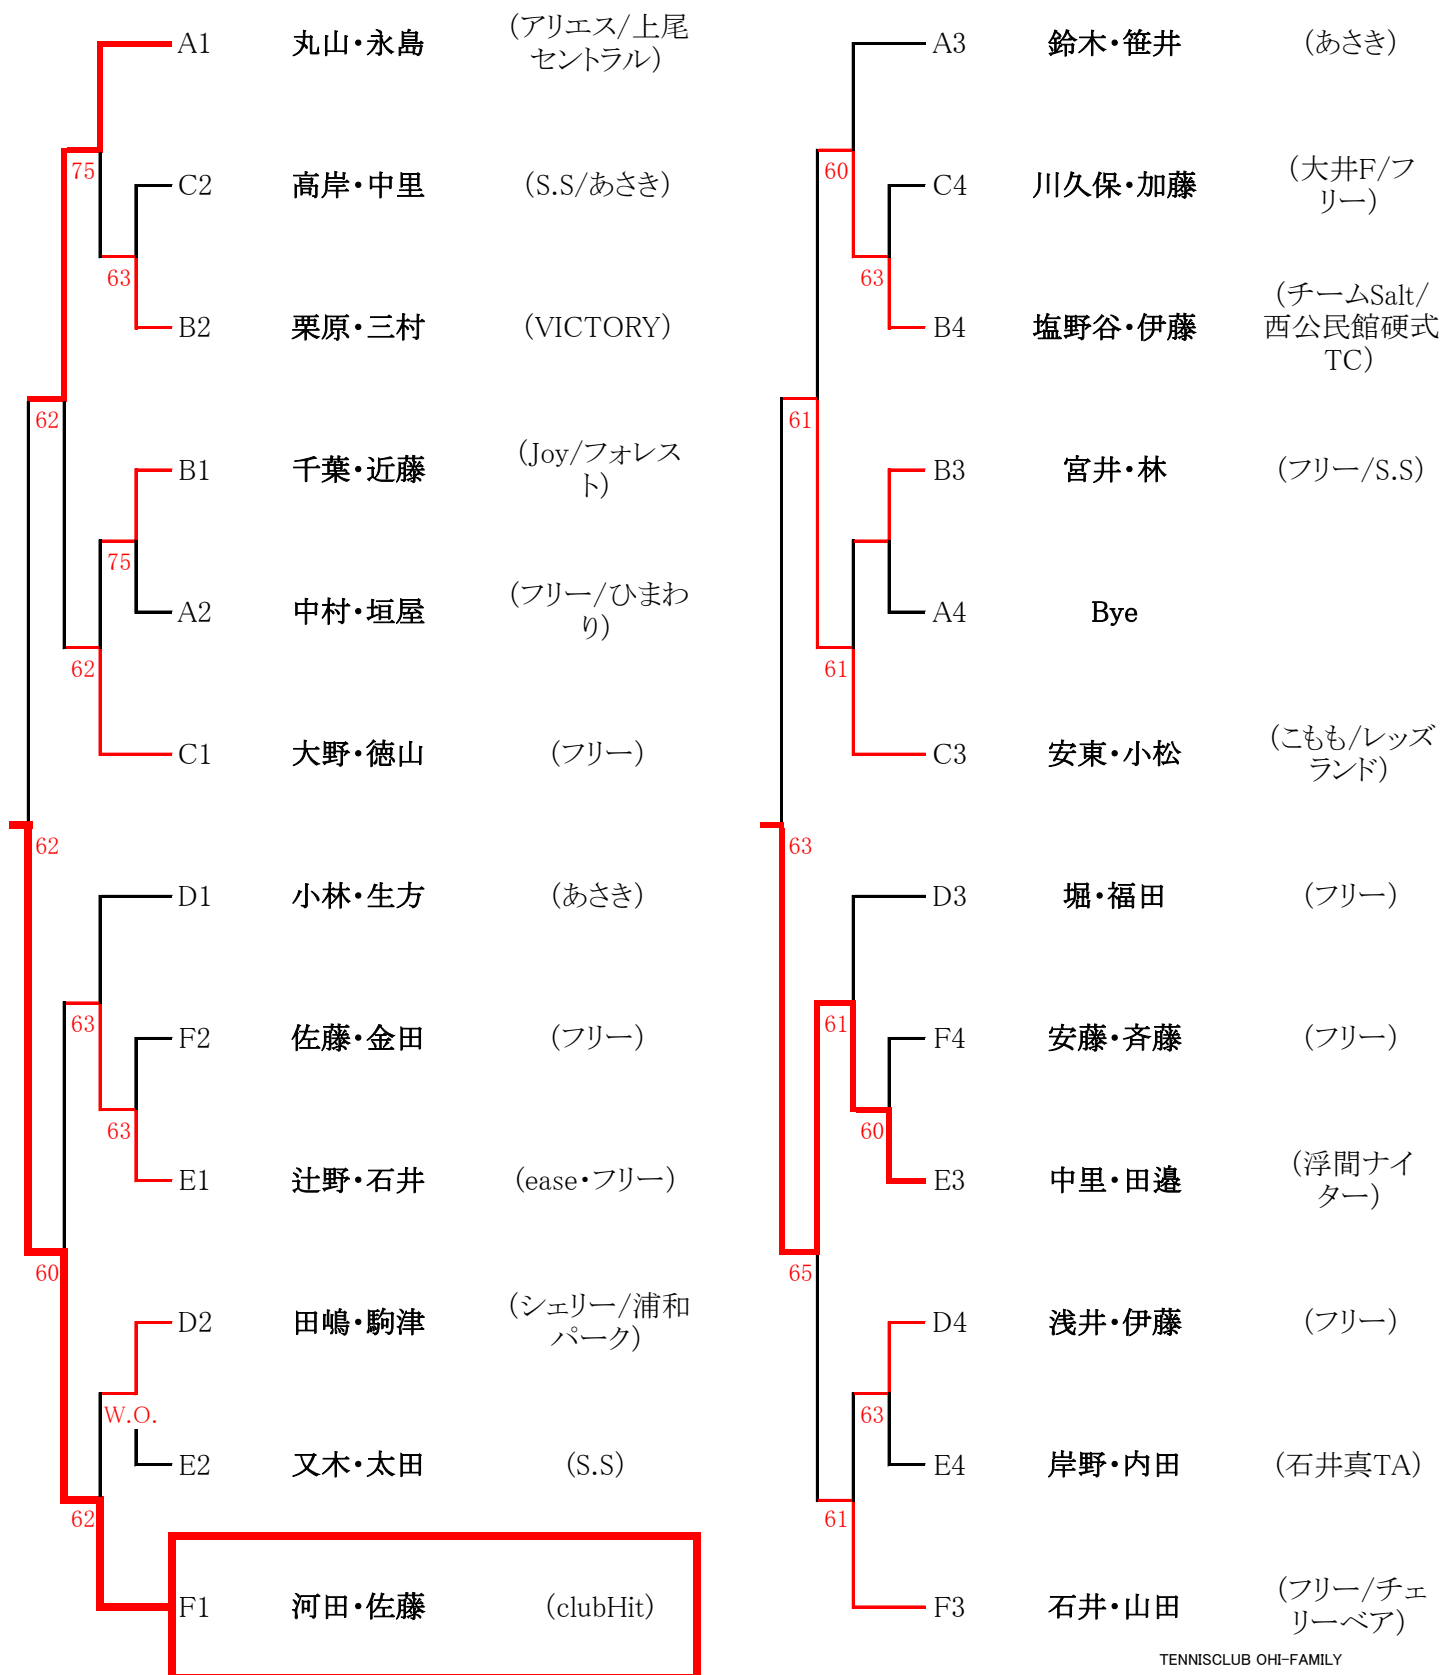 A1 丸山・永島 (アリエス/上尾
セントラル)
75
C2 高岸・中里 (S.S/あさき)
63
B2 栗原・三村 (VICTORY)
62
B1 千葉・近藤 (Joy/フォレス
ト)
75
A2 中村・垣屋 (フリー/ひまわ
り)
62
C1 大野・徳山 (フリー)
62
D1 小林・生方 (あさき)
63
F2 佐藤・金田 (フリー)
63
E1 辻野・石井 (ease・フリー)
60
D2 田嶋・駒津 (シェリー/浦和
パーク)
W.O.
E2 又木・太田 (S.S)
62
F1 河田・佐藤 (clubHit)
A3 鈴木・笹井 (あさき)
60
C4 川久保・加藤 (大井F/フ
リー)
63
B4 塩野谷・伊藤 (チームSalt/
西公民館硬式
TC)
61
B3 宮井・林 (フリー/S.S)
A4 Bye
61
C3 安東・小松 (こもも/レッズ
ランド)
63
D3 堀・福田 (フリー)
61
F4 安藤・斉藤 (フリー)
60
E3 中里・田邉 (浮間ナイ
ター)
65
D4 浅井・伊藤 (フリー)
63
E4 岸野・内田 (石井真TA)
61
F3 石井・山田 (フリー/チェ
リーベア)
TENNISCLUB OHI-FAMILY